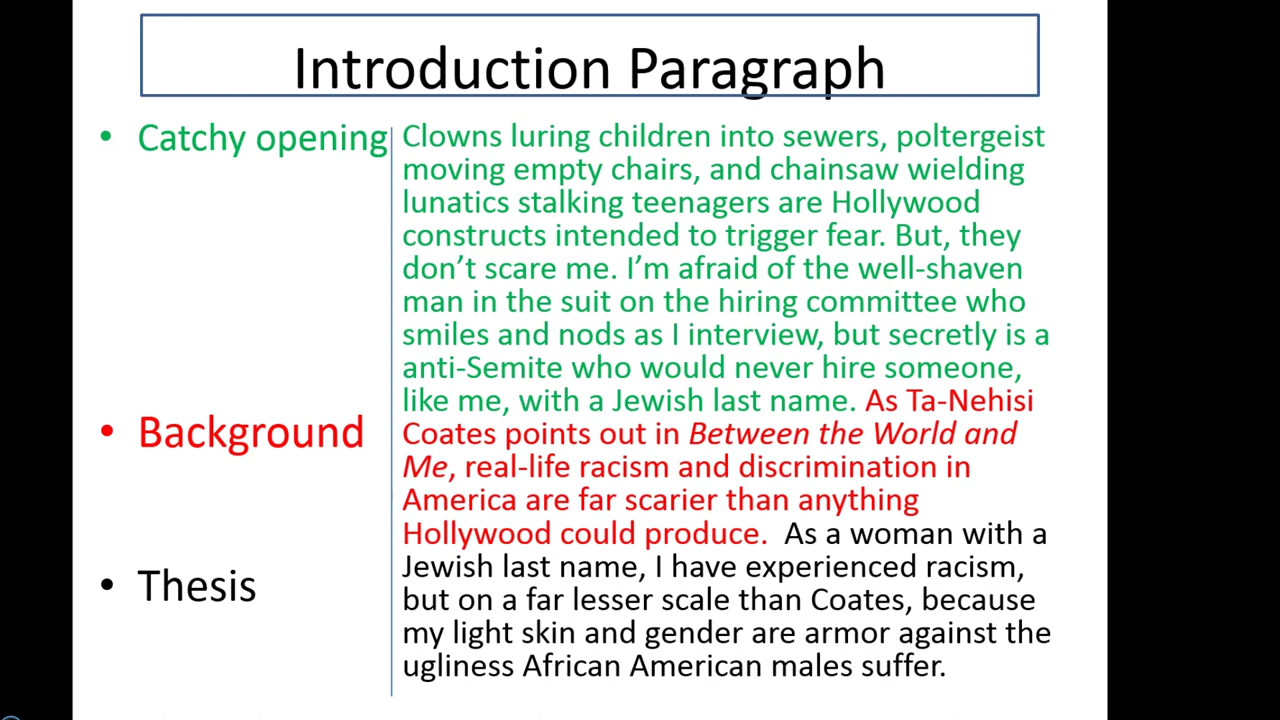 Introduction Paragraph
• Catchy opening
Clowns luring children into sewers, poltergeist
moving empty chairs, and chainsaw wielding
lunatics stalking teenagers are Hollywood
constructs intended to trigger fear. But, they
don’t scare me. I’m afraid of the well-shaven
man in the suit on the hiring committee who
smiles and nods as I interview, but secretly is a
anti-Semite who would never hire someone,
like me, with a Jewish last name. As Ta-Nehisi
• Background
Coates points out in Between the World and
Me, real-life racism and discrimination in
America are far scarier than anything
Hollywood could produce.  As a woman with a
• Thesis
Jewish last name, I have experienced racism,
but on a far lesser scale than Coates, because
my light skin and gender are armor against the
ugliness African American males suffer.